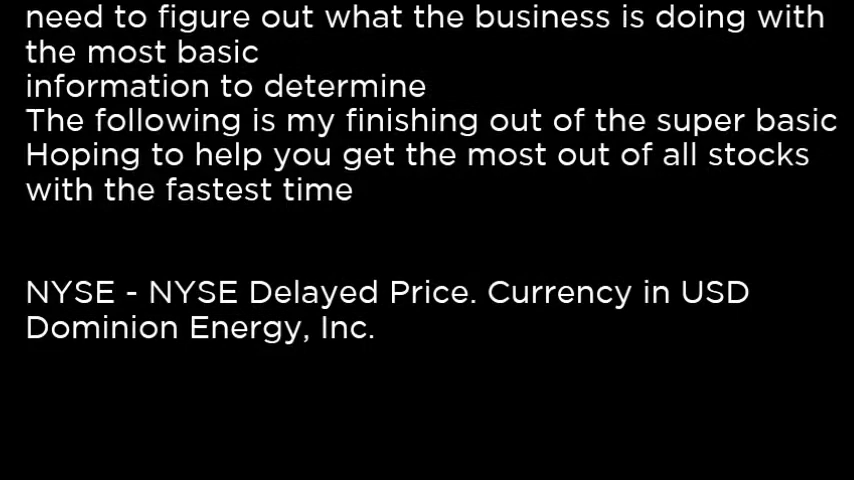 need to figure out what the business is doing with
the most basic
information to determine
The following is my finishing out of the super basic
Hoping to help you get the most out of all stocks
with the fastest time
NYSE - NYSE Delayed Price. Currency in USD
Dominion Energy, Inc.